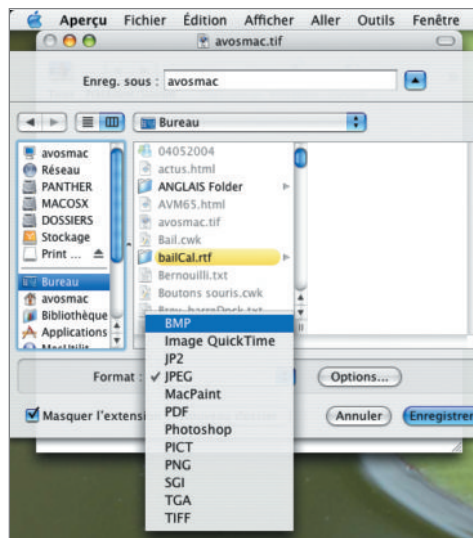 Aperçu Fichier Édition Afficher Aller Outils Fenêtre
avosmac.tif
Enreg. sous : avosmac
Bureau
avosmac
Réseau
PANTHER
MACOSX
DOSSIERS
Stockage
Print ...
Bureau
avosmac
Bibliothèque
Applications
04052004
actus.html
ANGLAIS Folder
AVM65.html
avosmac.tif
Bail.cwk
bailCal.rtf
Bernouilli.txt
Boutons souris.cwk
Format : ✓ JPEG
BMP
Image QuickTime
JP2
MacPaint
PDF
Photoshop
PICT
PNG
SGI
TGA
TIFF
Options...
Masquer l'extensi
Annuler
Enregistrer